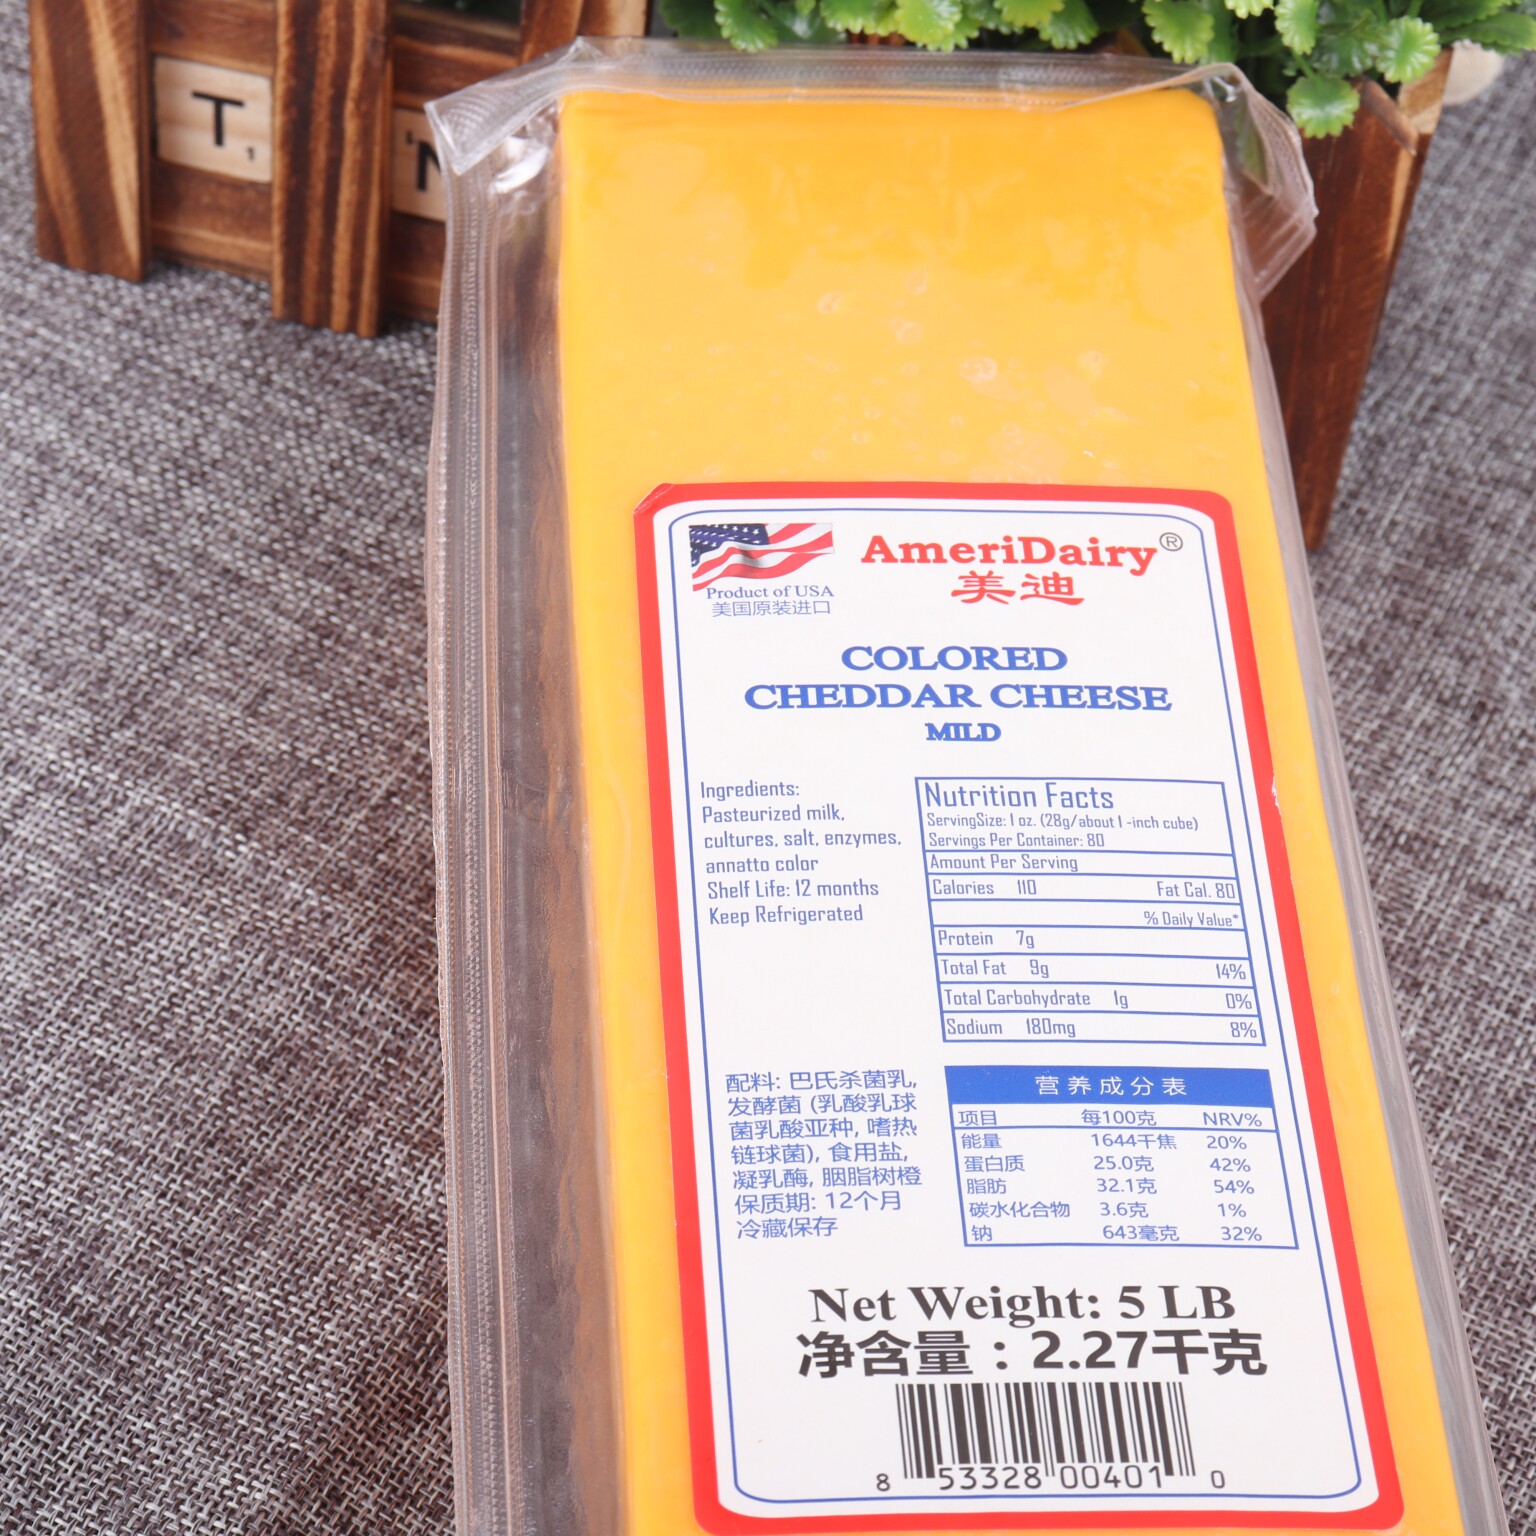 T
1
N
Product of USA
美国原装进口
AmeriDairy®
美迪
COLORED
CHEDDAR CHEESE
MILD
Ingredients:
Pasteurized milk,
cultures, salt, enzymes,
annatto color
Shelf Life: 12 months
Keep Refrigerated
Nutrition Facts
ServingSize: 1 oz. (28g/about 1 -inch cube)
Servings Per Container: 80
Amount Per Serving
Calories 110 Fat Cal. 80
% Daily Value*
Protein 7g
Total Fat 9g 14%
Total Carbohydrate 1g 0%
Sodium 180mg 8%
配料: 巴氏杀菌乳,
发酵菌 (乳酸乳球
菌乳酸亚种, 嗜热
链球菌), 食用盐,
凝乳酶, 胭脂树橙
保质期: 12个月
冷藏保存
营养成分表
项目 每100克 NRV%
能量 1644千焦 20%
蛋白质 25.0克 42%
脂肪 32.1克 54%
碳水化合物 3.6克 1%
钠 643毫克 32%
Net Weight: 5 LB
净含量：2.27千克
8 53328 00401 0